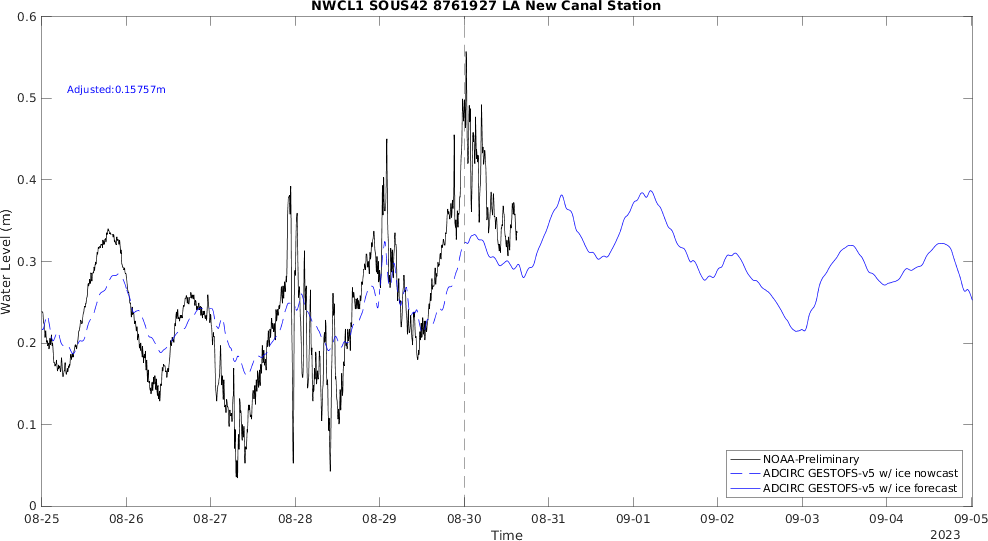 NWCL1 SOUS42 8761927 LA New Canal Station
0.6
0.5
0.4
0.3
0.2
0.1
0
Water Level (m)
Adjusted:0.15757m
NOAA-Preliminary
ADCIRC GESTOFS-v5 w/ ice nowcast
ADCIRC GESTOFS-v5 w/ ice forecast
08-25 08-26 08-27 08-28 08-29 08-30 08-31 09-01 09-02 09-03 09-04 09-05
Time
2023